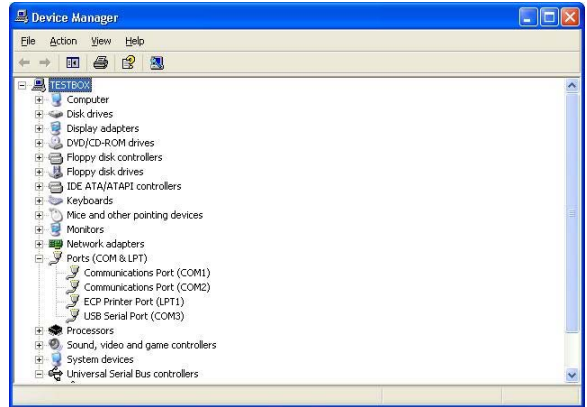 Device Manager
File Action View Help
TESTBOX
Computer
Disk drives
Display adapters
DVD/CD-ROM drives
Floppy disk controllers
Floppy disk drives
IDE ATA/ATAPI controllers
Keyboards
Mice and other pointing devices
Monitors
Network adapters
Ports (COM & LPT)
Communications Port (COM1)
Communications Port (COM2)
ECP Printer Port (LPT1)
USB Serial Port (COM3)
Processors
Sound, video and game controllers
System devices
Universal Serial Bus controllers